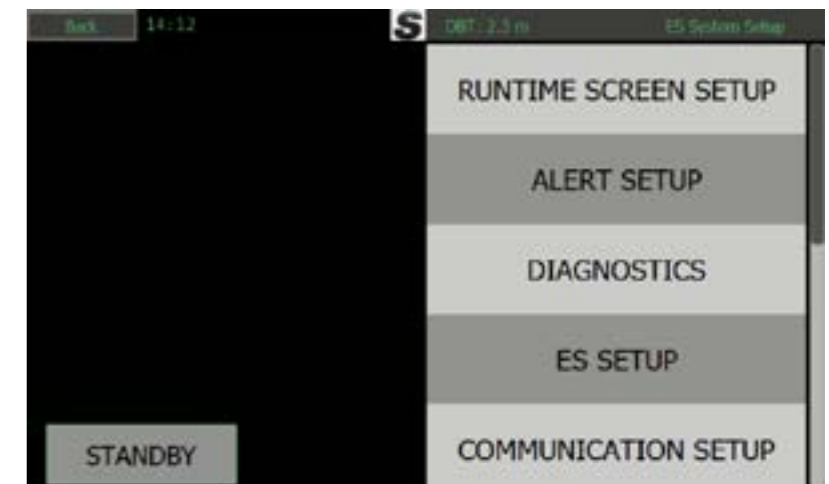 Back 14:12 S DBT: 2.3 m ES System Setup
RUNTIME SCREEN SETUP
ALERT SETUP
DIAGNOSTICS
ES SETUP
STANDBY COMMUNICATION SETUP